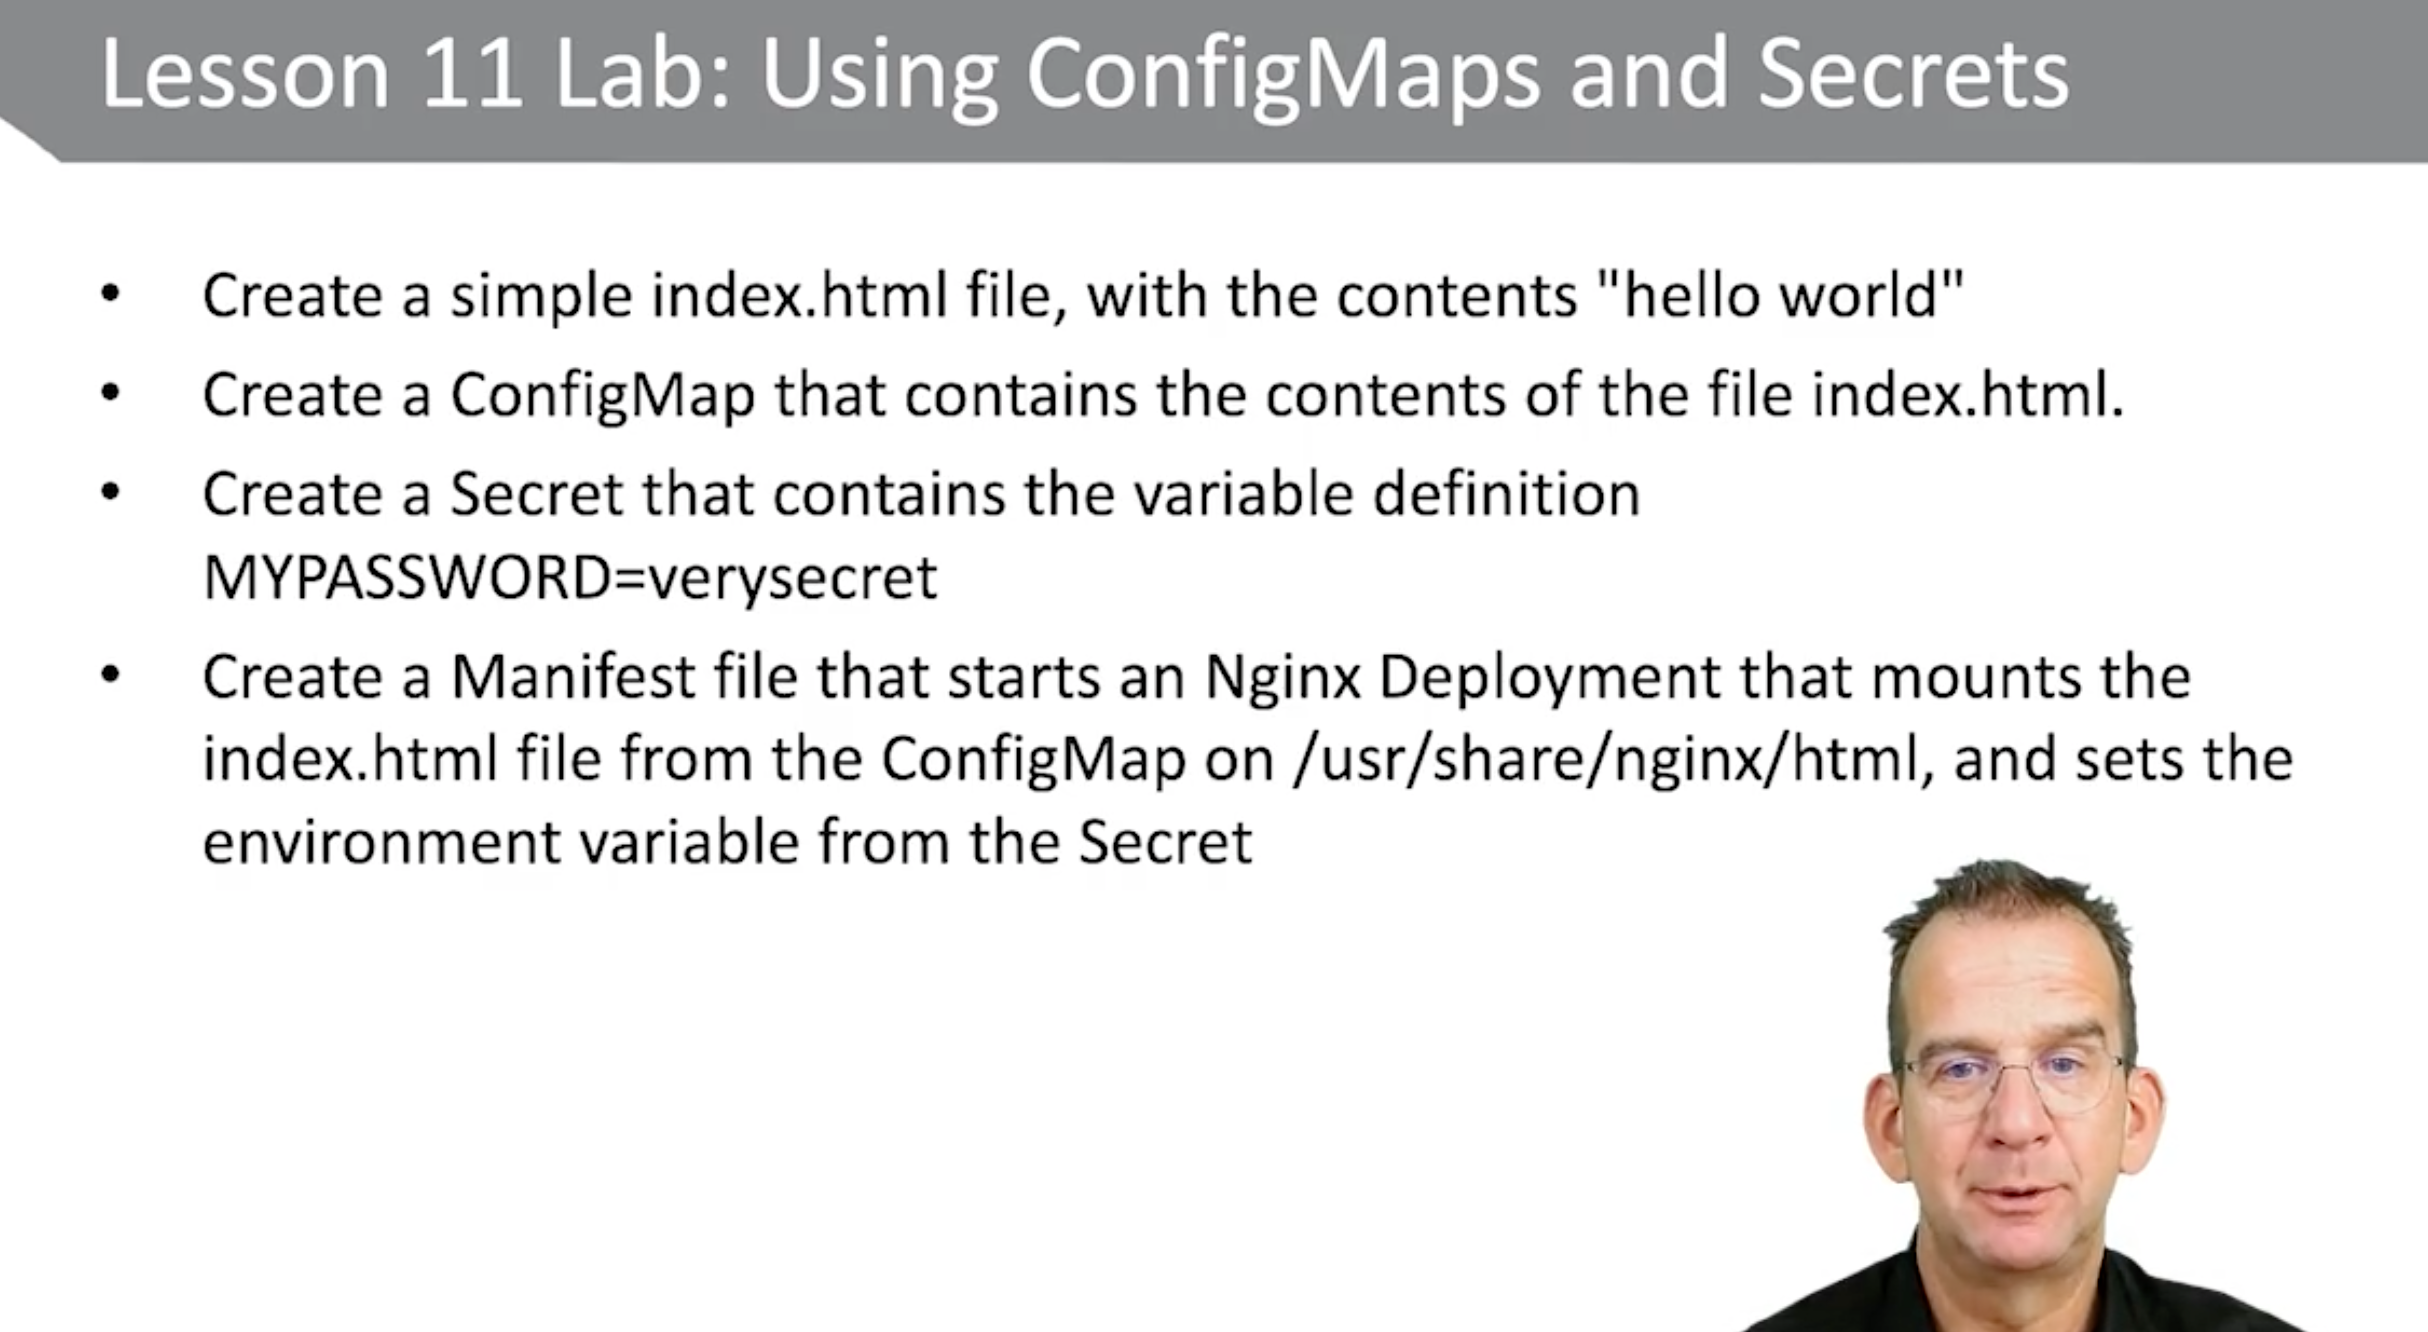 Lesson 11 Lab: Using ConfigMaps and Secrets
• Create a simple index.html file, with the contents "hello world"
• Create a ConfigMap that contains the contents of the file index.html.
• Create a Secret that contains the variable definition
MYPASSWORD=verysecret
• Create a Manifest file that starts an Nginx Deployment that mounts the
index.html file from the ConfigMap on /usr/share/nginx/html, and sets the
environment variable from the Secret